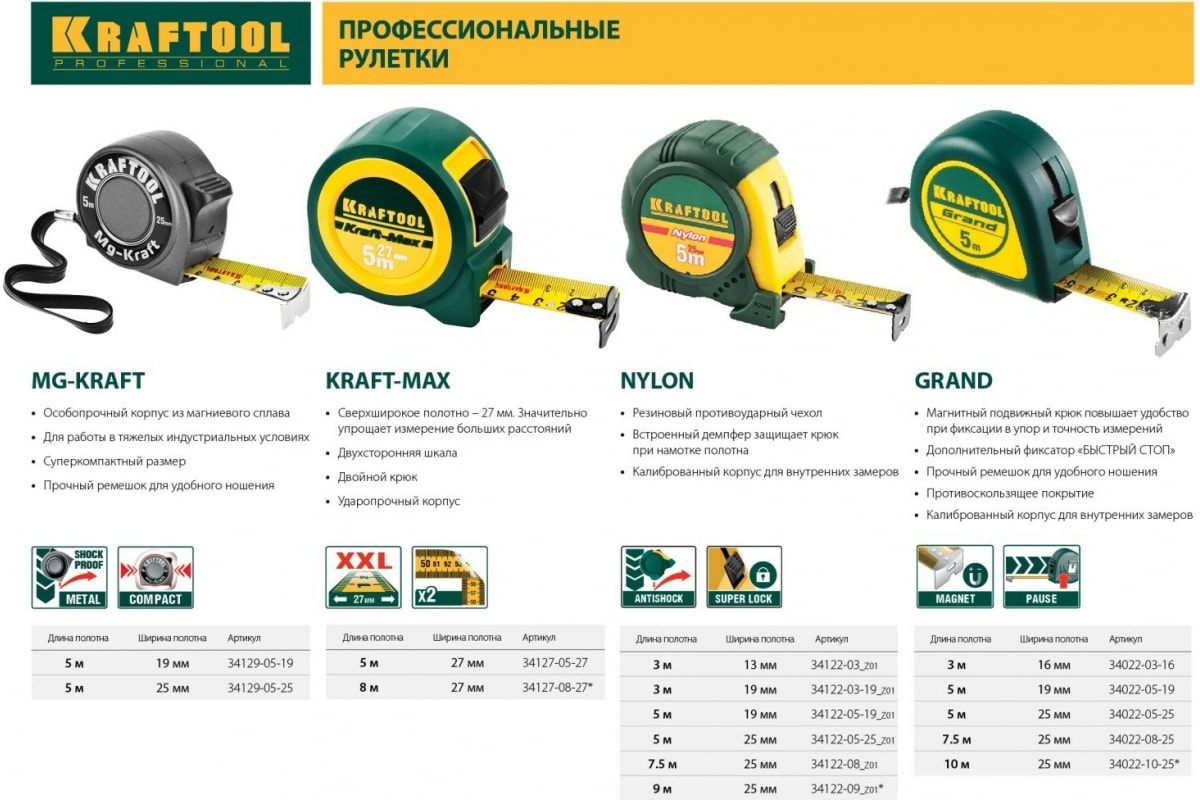 KRAFTOOL
PROFESSIONAL
ПРОФЕССИОНАЛЬНЫЕ
РУЛЕТКИ
KRAFTOOL
5m
25mm
Mg-Kraft
KRAFTOOL
KRAFTOOL
Kraft-Max
27 mm
5m
KRAFTOOL
KRAFTOOL
Nylon
25mm
5m
KRAFTOOL
Grand
5m
MG-KRAFT
• Особопрочный корпус из магниевого сплава
• Для работы в тяжелых индустриальных условиях
• Суперкомпактный размер
• Прочный ремешок для удобного ношения
SHOCK
PROOF
METAL
COMPACT
Длина полотна Ширина полотна Артикул
5 м 19 мм 34129-05-19
5 м 25 мм 34129-05-25
KRAFT-MAX
• Сверхширокое полотно – 27 мм. Значительно
упрощает измерение больших расстояний
• Двухсторонняя шкала
• Двойной крюк
• Ударопрочный корпус
XXL
27 мм
50 51 52 53
x2
Длина полотна Ширина полотна Артикул
5 м 27 мм 34127-05-27
8 м 27 мм 34127-08-27*
NYLON
• Резиновый противоударный чехол
• Встроенный демпфер защищает крюк
при намотке полотна
• Калиброванный корпус для внутренних замеров
ANTISHOCK
SUPER LOCK
Длина полотна Ширина полотна Артикул
3 м 13 мм 34122-03_Z01
3 м 19 мм 34122-03-19_Z01
5 м 19 мм 34122-05-19_Z01
5 м 25 мм 34122-05-25_Z01
7.5 м 25 мм 34122-08_Z01
9 м 25 мм 34122-09_Z01*
GRAND
• Магнитный подвижный крюк повышает удобство
при фиксации в упор и точность измерений
• Дополнительный фиксатор «БЫСТРЫЙ СТОП»
• Прочный ремешок для удобного ношения
• Противоскользящее покрытие
• Калиброванный корпус для внутренних замеров
MAGNET
PAUSE
Длина полотна Ширина полотна Артикул
3 м 16 мм 34022-03-16
5 м 19 мм 34022-05-19
5 м 25 мм 34022-05-25
7.5 м 25 мм 34022-08-25
10 м 25 мм 34022-10-25*